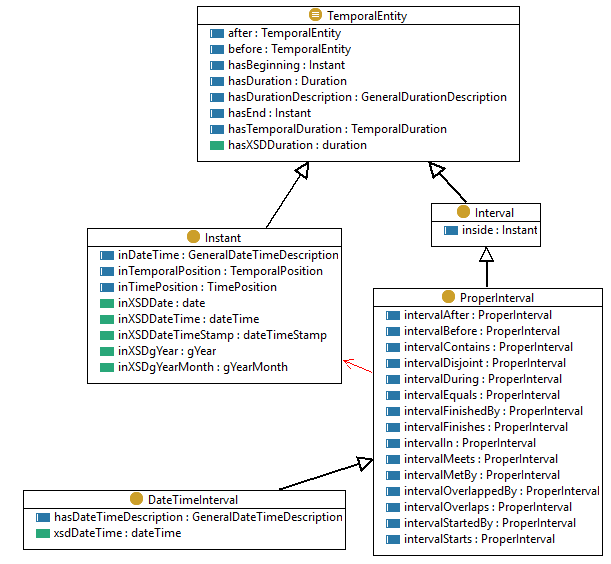 TemporalEntity
after : TemporalEntity
before : TemporalEntity
hasBeginning : Instant
hasDuration : Duration
hasDurationDescription : GeneralDurationDescription
hasEnd : Instant
hasTemporalDuration : TemporalDuration
hasXSDDuration : duration
Instant
inDateTime : GeneralDateTimeDescription
inTemporalPosition : TemporalPosition
inTimePosition : TimePosition
inXSDDate : date
inXSDDateTime : dateTime
inXSDDateTimeStamp : dateTimeStamp
inXSDgYear : gYear
inXSDgYearMonth : gYearMonth
Interval
inside : Instant
ProperInterval
intervalAfter : ProperInterval
intervalBefore : ProperInterval
intervalContains : ProperInterval
intervalDisjoint : ProperInterval
intervalDuring : ProperInterval
intervalEquals : ProperInterval
intervalFinishedBy : ProperInterval
intervalFinishes : ProperInterval
intervalIn : ProperInterval
intervalMeets : ProperInterval
intervalMetBy : ProperInterval
intervalOverlappedBy : ProperInterval
intervalOverlaps : ProperInterval
intervalStartedBy : ProperInterval
intervalStarts : ProperInterval
DateTimeInterval
hasDateTimeDescription : GeneralDateTimeDescription
xsdDateTime : dateTime